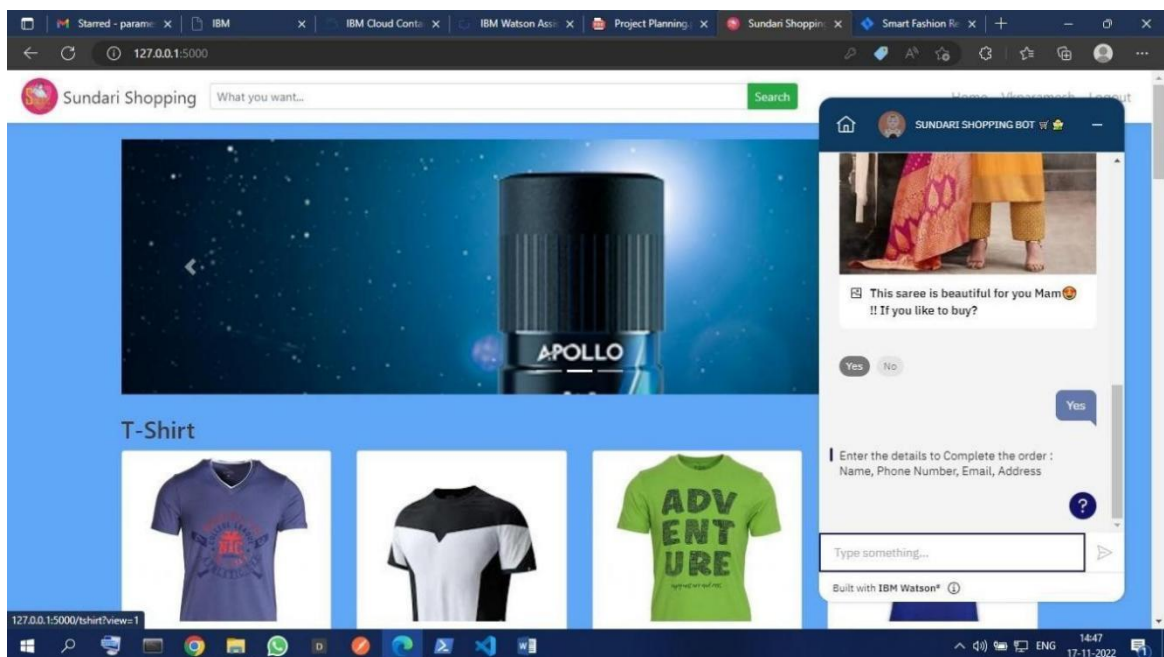 Starred - parame
IBM
IBM Cloud Conta
IBM Watson Assi
Project Planning.
Sundari Shopping
Smart Fashion Re
127.0.0.1:5000
Sundari Shopping
What you want...
Search
Logout
SUNDARI SHOPPING BOT
This saree is beautiful for you Mam😍
!! If you like to buy?
Yes
No
Yes
Enter the details to Complete the order :
Name, Phone Number, Email, Address
?
Type something...
Built with IBM Watson®
APOLLO
T-Shirt
NYC
ADV
ENT
URE
127.0.0.1:5000/tshirt?view=1
ENG
14:47
17-11-2022